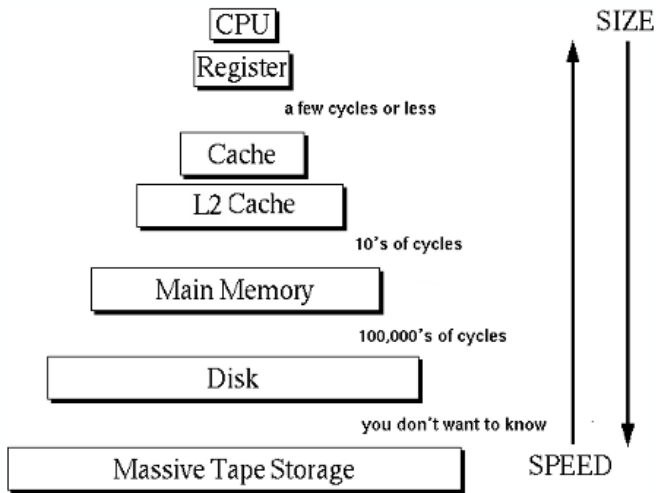 CPU
SIZE
Register
a few cycles or less
Cache
L2 Cache
10's of cycles
Main Memory
100,000's of cycles
Disk
you don't want to know
Massive Tape Storage
SPEED